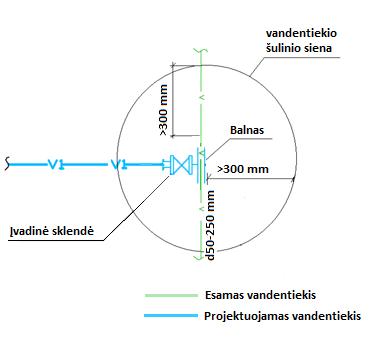 vandentiekio
šulinio siena
>300 mm
Balnas
V1
V1
>300 mm
Įvadinė sklendė
d50-250 mm
Esamas vandentiekis
Projektuojamas vandentiekis